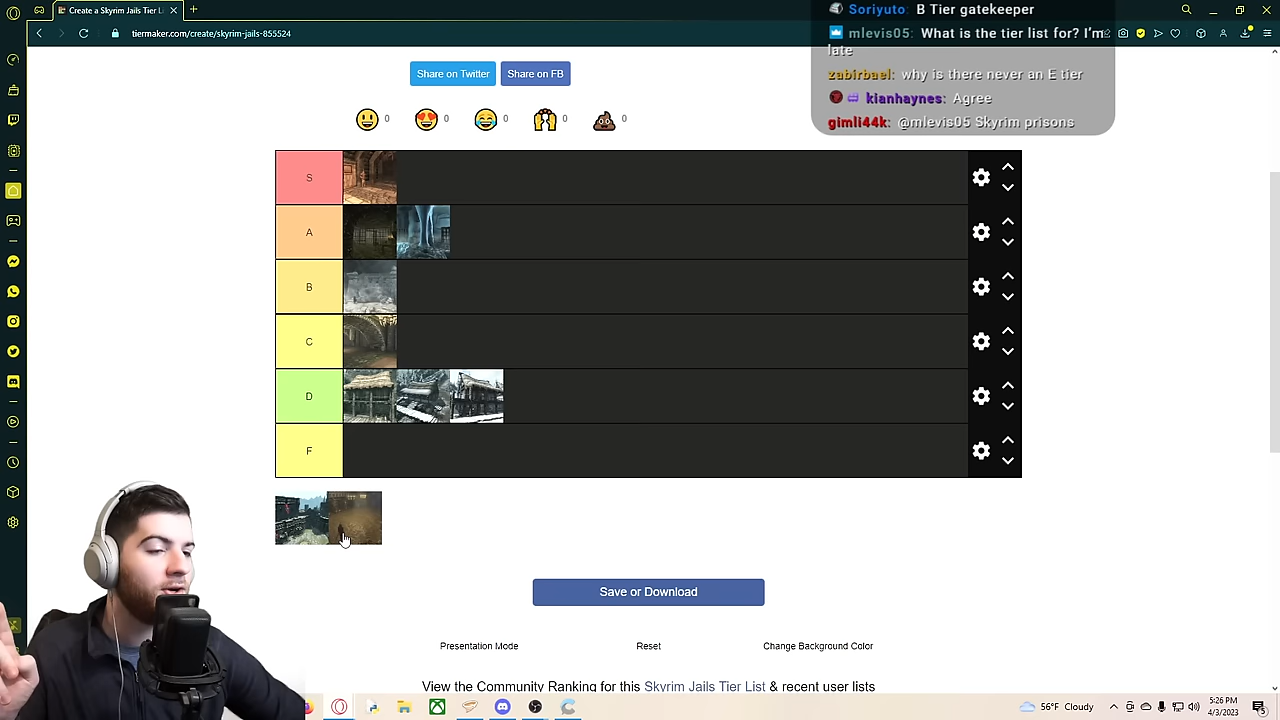 Create a Skyrim Jails Tier Li
tiermaker.com/create/skyrim-jails-855524
Soriyuto: B Tier gatekeeper
mlevis05: What is the tier list for? I'm
late
zabirbael: why is there never an E tier
kianhaynes: Agree
gimli44k: @mlevis05 Skyrim prisons
Share on Twitter Share on FB
0 0 0 0 0
S
A
B
C
D
F
Save or Download
Presentation Mode Reset Change Background Color
View the Community Ranking for this Skyrim Jails Tier List & recent user lists
56°F Cloudy 5:26 PM
4/3/2023